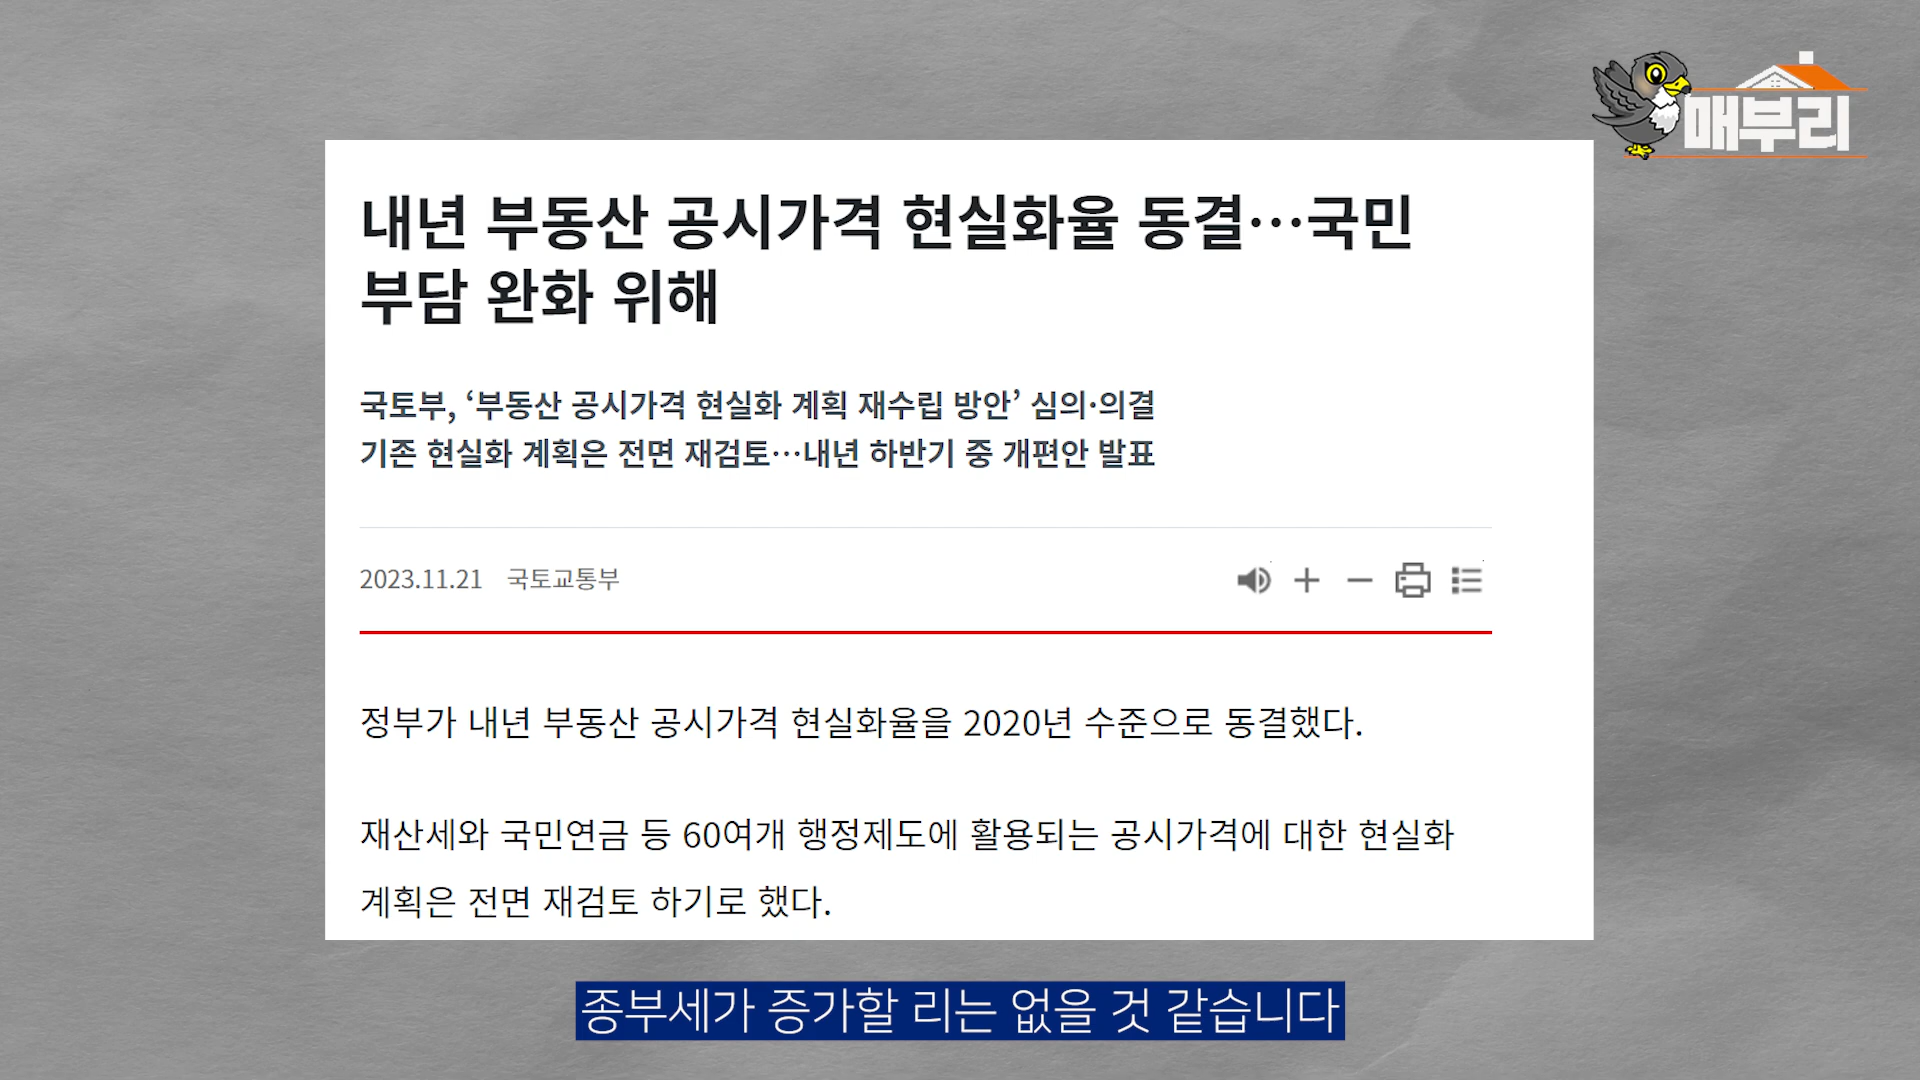 매부리
내년 부동산 공시가격 현실화율 동결…국민
부담 완화 위해
국토부, ‘부동산 공시가격 현실화 계획 재수립 방안’ 심의·의결
기존 현실화 계획은 전면 재검토…내년 하반기 중 개편안 발표
2023.11.21 국토교통부
정부가 내년 부동산 공시가격 현실화율을 2020년 수준으로 동결했다.
재산세와 국민연금 등 60여개 행정제도에 활용되는 공시가격에 대한 현실화
계획은 전면 재검토 하기로 했다.
종부세가 증가할 리는 없을 것 같습니다